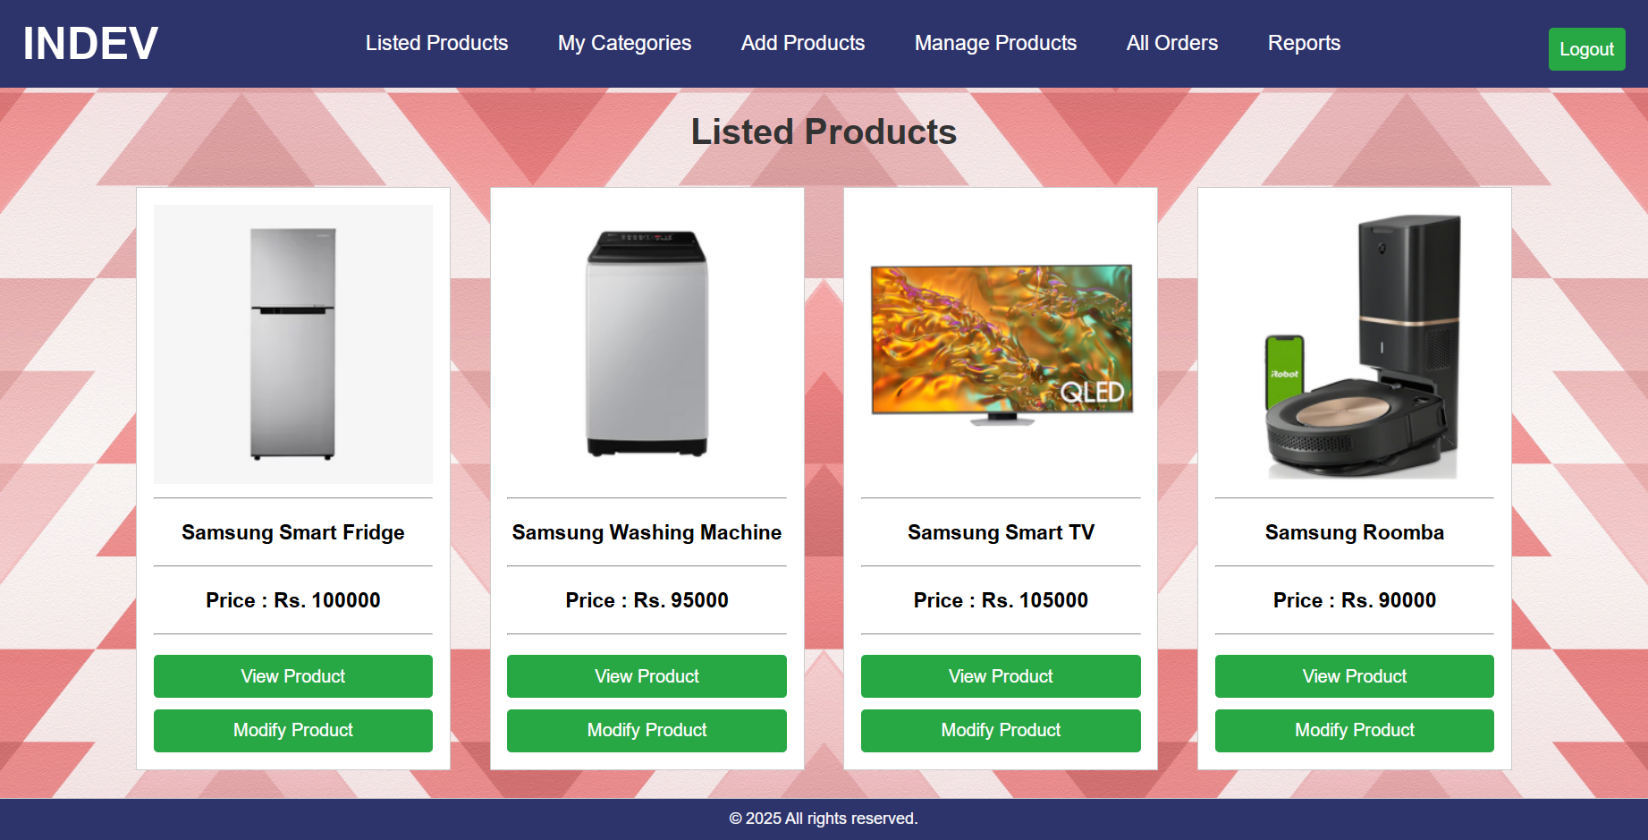 INDEV
Listed Products
My Categories
Add Products
Manage Products
All Orders
Reports
Logout
Listed Products
QLED
iRobot
Samsung Smart Fridge
Samsung Washing Machine
Samsung Smart TV
Samsung Roomba
Price : Rs. 100000
Price : Rs. 95000
Price : Rs. 105000
Price : Rs. 90000
View Product
View Product
View Product
View Product
Modify Product
Modify Product
Modify Product
Modify Product
© 2025 All rights reserved.